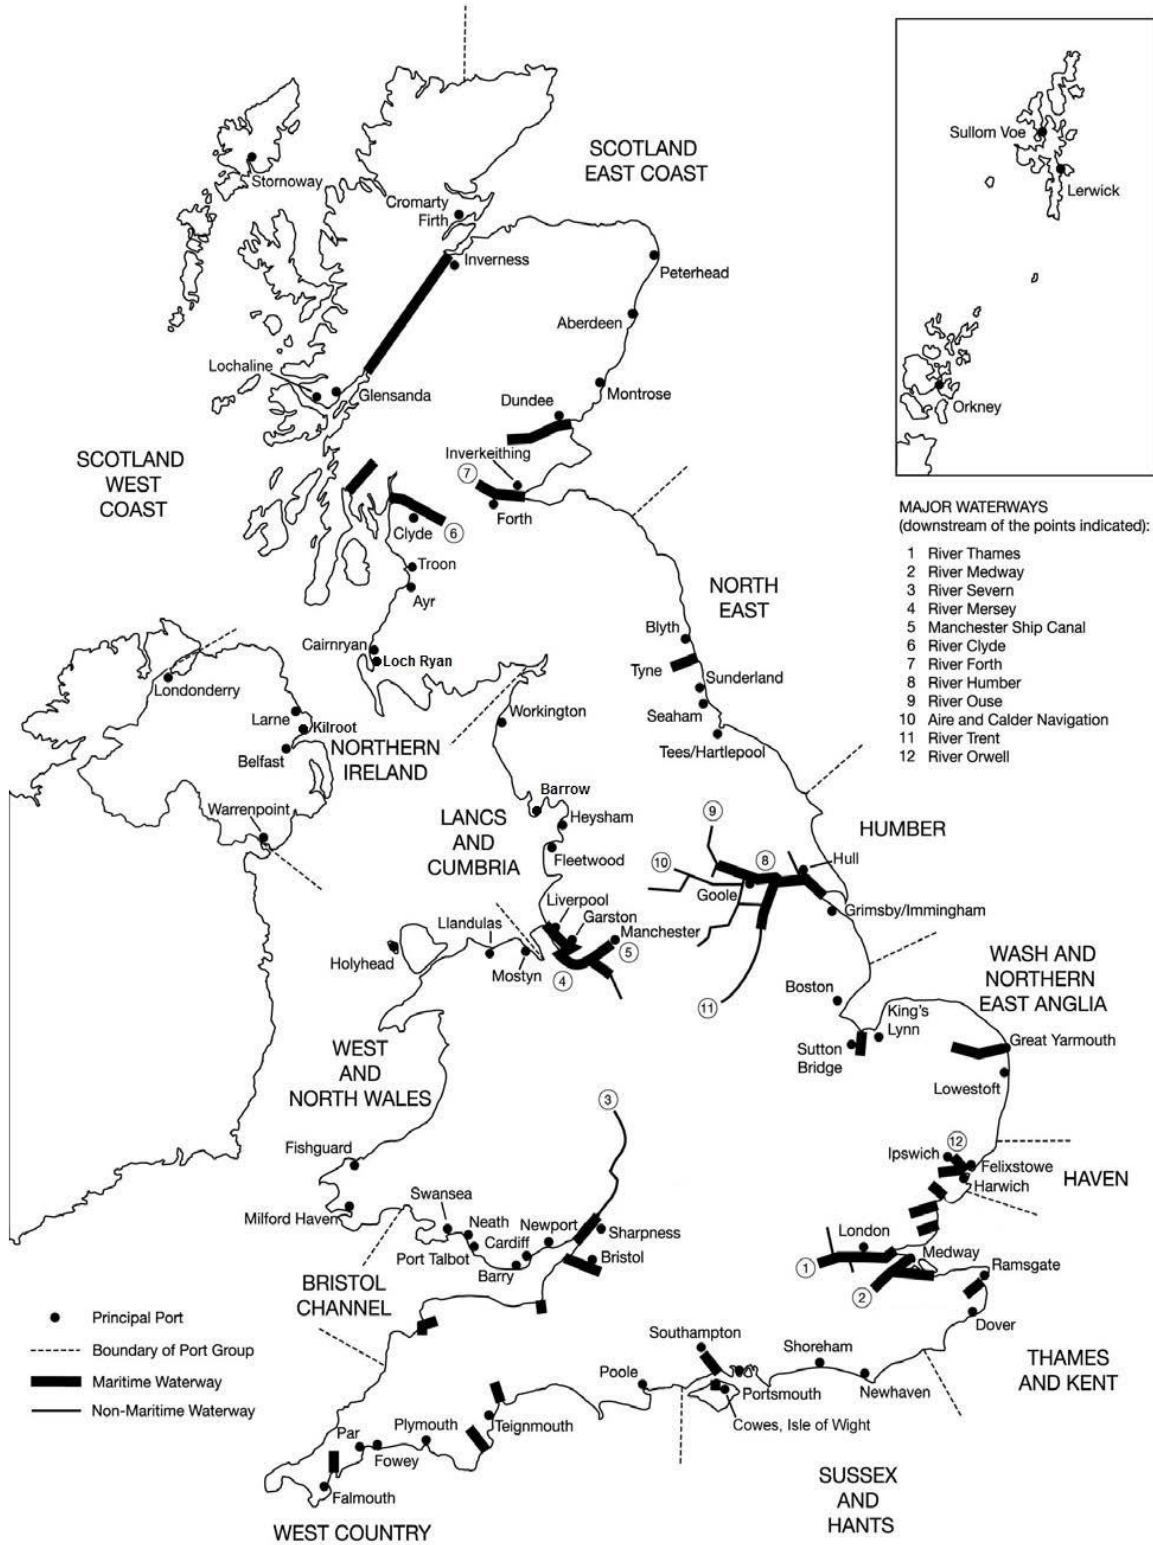 SCOTLAND
EAST COAST
Sullom Voe
Lerwick
Orkney
Stornoway
Cromarty
Firth
Inverness
Peterhead
Aberdeen
Lochaline
Glensanda
Montrose
Dundee
Inverkeithing
7
Forth
SCOTLAND
WEST
COAST
Clyde
6
Troon
Ayr
Cairnryan
Loch Ryan
MAJOR WATERWAYS
(downstream of the points indicated):
1 River Thames
2 River Medway
3 River Severn
4 River Mersey
5 Manchester Ship Canal
6 River Clyde
7 River Forth
8 River Humber
9 River Ouse
10 Aire and Calder Navigation
11 River Trent
12 River Orwell
NORTH
EAST
Blyth
Tyne
Sunderland
Seaham
Tees/Hartlepool
Londonderry
Larne
Kilroot
Belfast
NORTHERN
IRELAND
Warrenpoint
Workington
Barrow
Heysham
Fleetwood
LANCS
AND
CUMBRIA
HUMBER
9
8
10
Hull
Goole
Grimsby/Immingham
11
Liverpool
Garston
Manchester
5
4
Llandulas
Holyhead
Mostyn
WASH AND
NORTHERN
EAST ANGLIA
Boston
King's
Lynn
Sutton
Bridge
Great Yarmouth
Lowestoft
WEST
AND
NORTH WALES
3
Fishguard
Milford Haven
12
Ipswich
Felixstowe
Harwich
HAVEN
Swansea
Neath
Port Talbot
Cardiff
Barry
Newport
Sharpness
Bristol
BRISTOL
CHANNEL
London
1
Medway
2
Ramsgate
Dover
THAMES
AND KENT
Principal Port
Boundary of Port Group
Maritime Waterway
Non-Maritime Waterway
Southampton
Shoreham
Poole
Portsmouth
Newhaven
Cowes, Isle of Wight
Teignmouth
Plymouth
Par
Fowey
Falmouth
WEST COUNTRY
SUSSEX
AND
HANTS